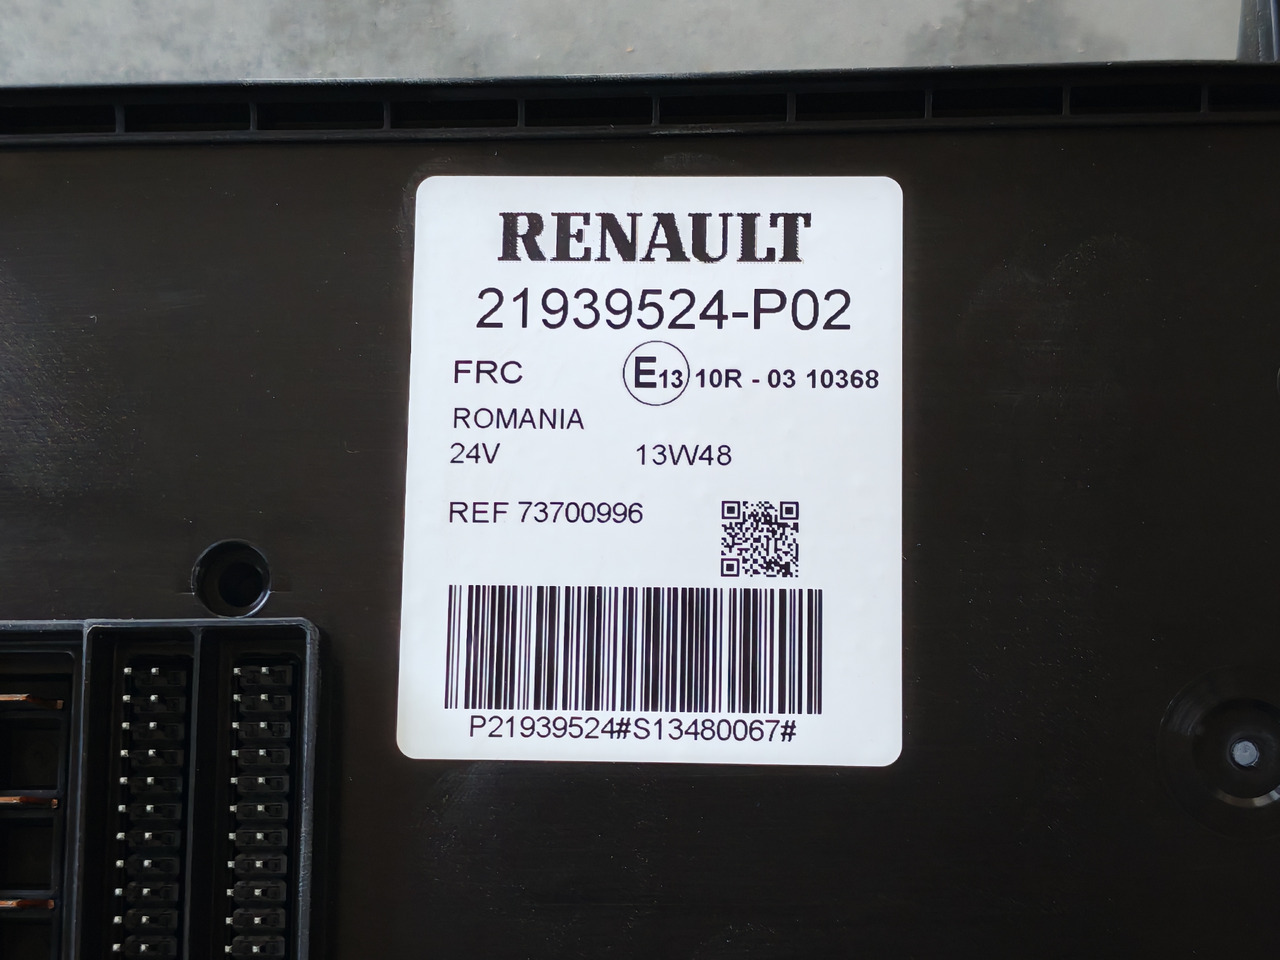 RENAULT
21939524-P02
FRC E13 10R - 03 10368
ROMANIA
24V 13W48
REF 73700996
P21939524#S13480067#